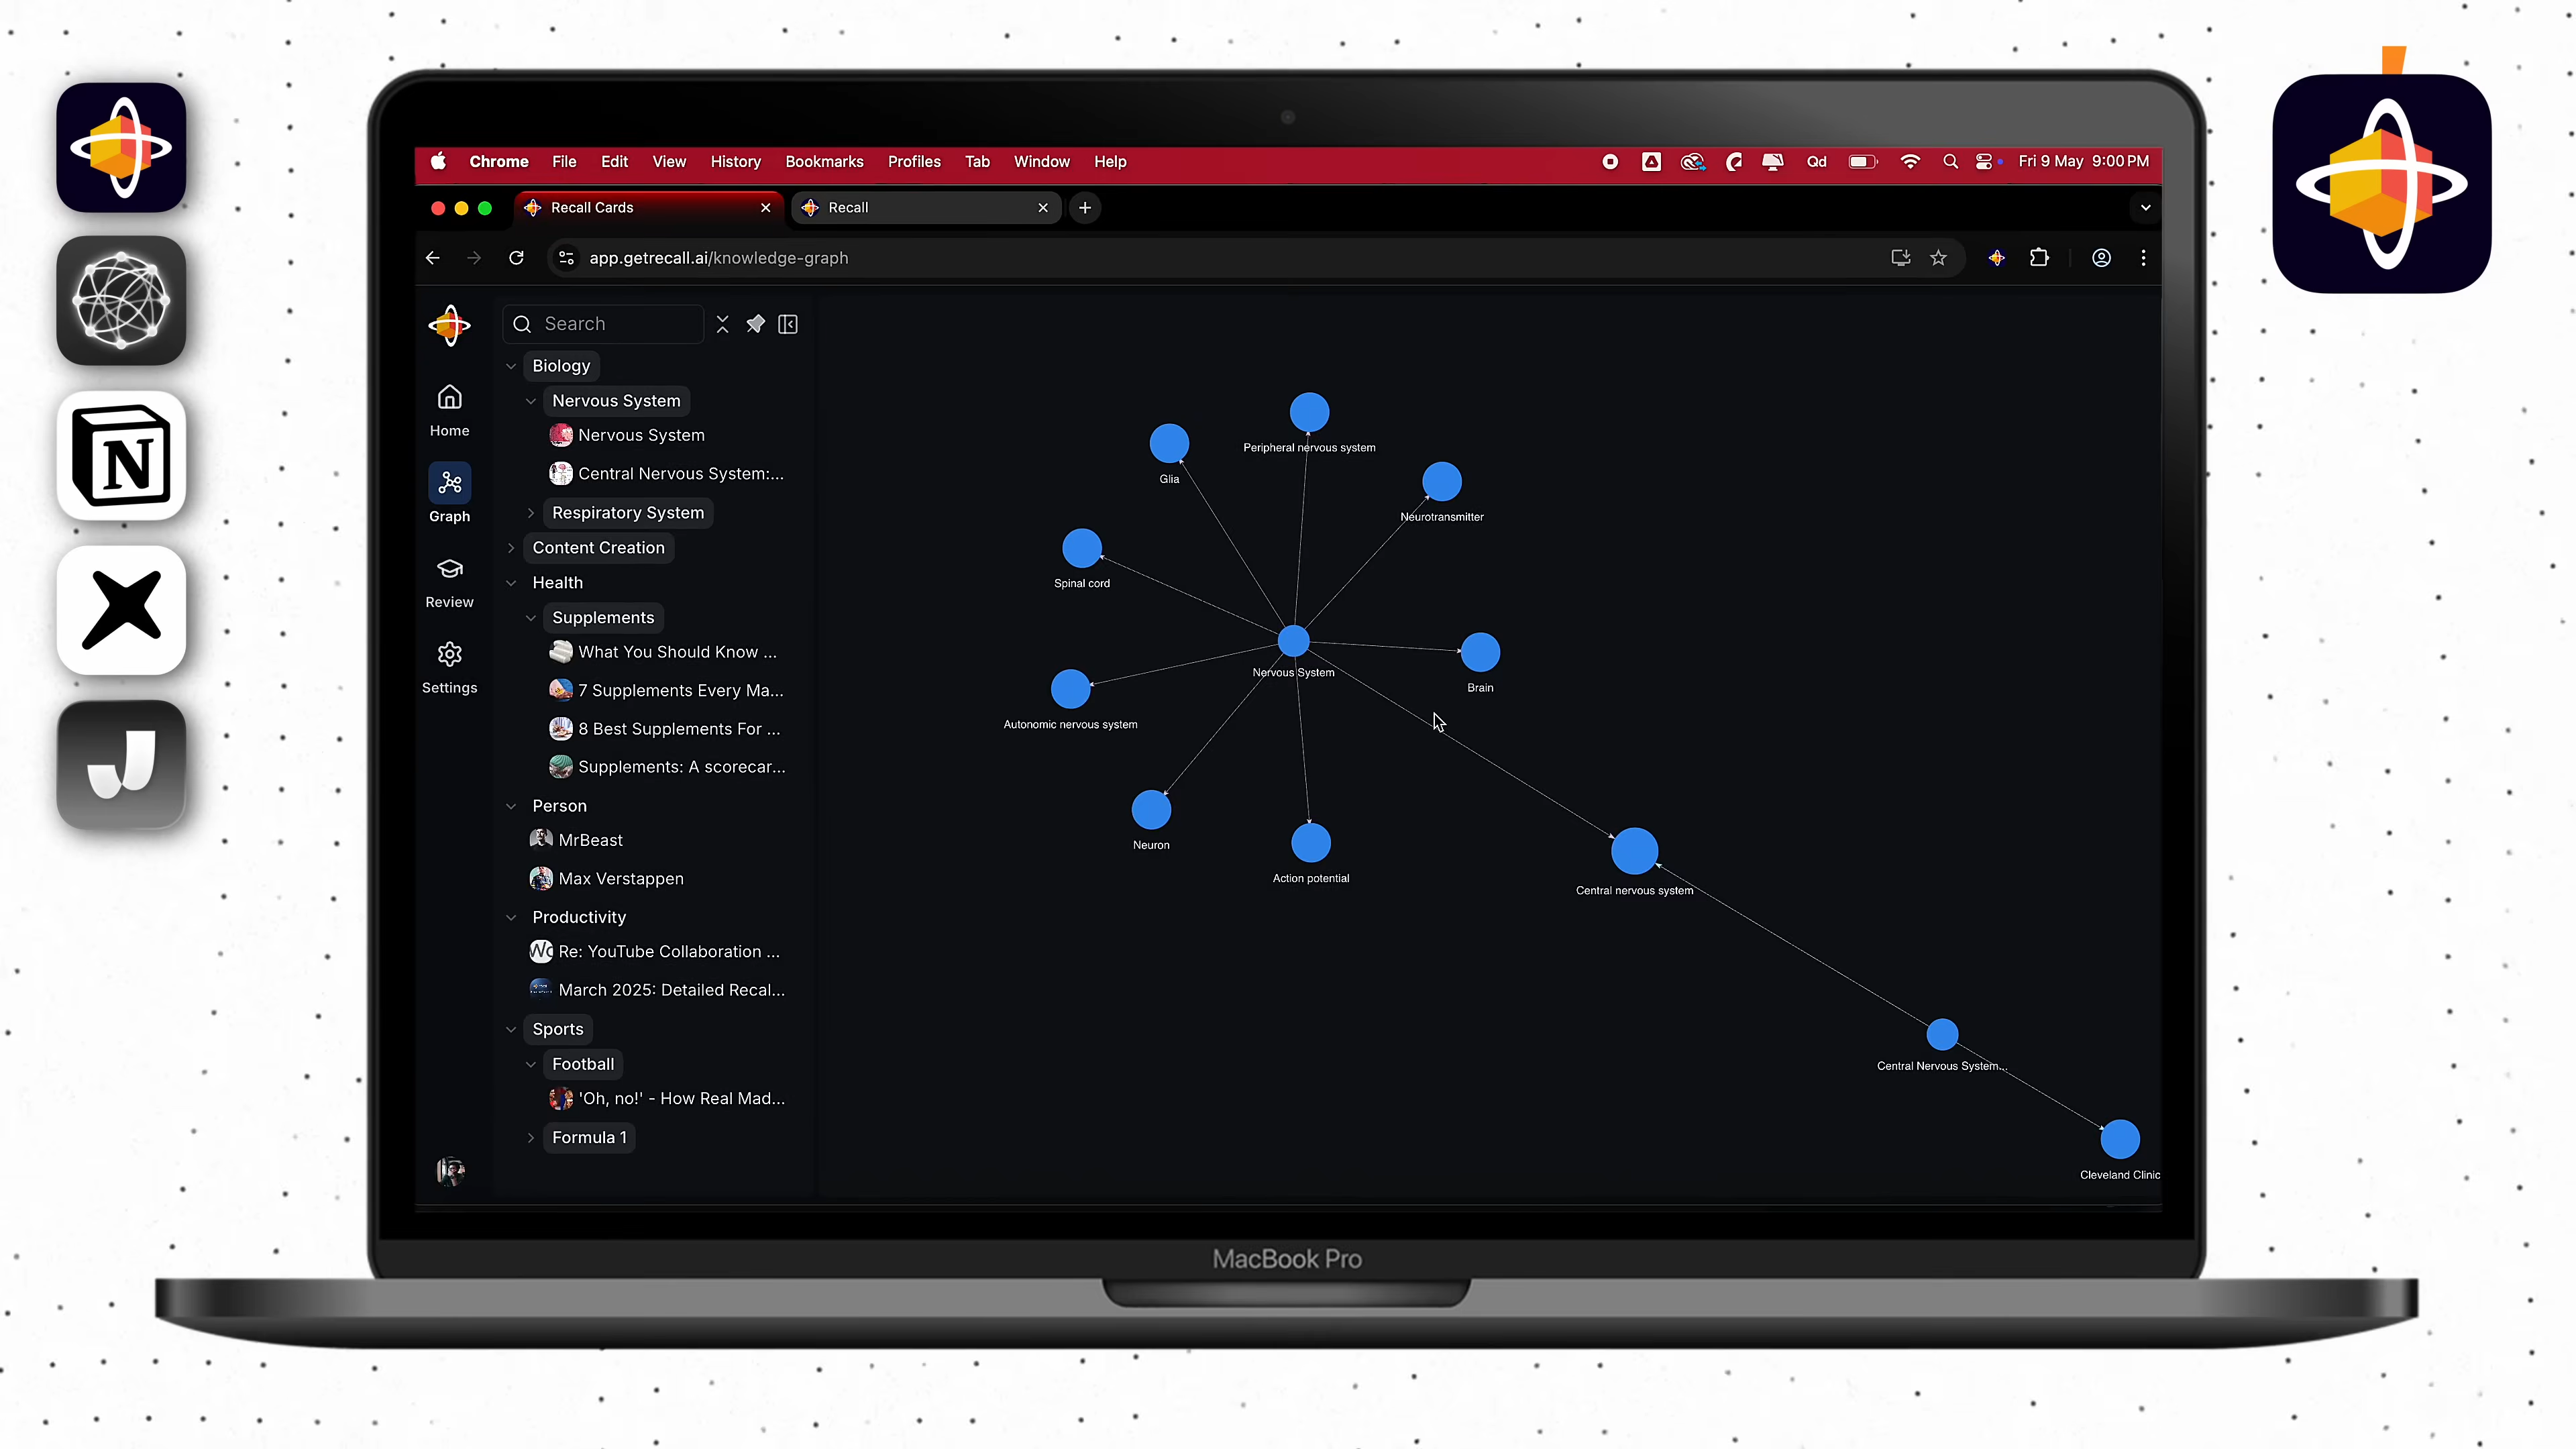 Chrome File Edit View History Bookmarks Profiles Tab Window Help
Qd
Fri 9 May 9:00 PM
Recall Cards
Recall
app.getrecall.ai/knowledge-graph
Search
Home
Graph
Review
Settings
Biology
Nervous System
Nervous System
Central Nervous System:...
Respiratory System
Content Creation
Health
Supplements
What You Should Know ...
7 Supplements Every Ma...
8 Best Supplements For ...
Supplements: A scorecar...
Person
MrBeast
Max Verstappen
Productivity
Re: YouTube Collaboration ...
March 2025: Detailed Recal...
Sports
Football
'Oh, no!' - How Real Mad...
Formula 1
Peripheral nervous system
Glia
Neurotransmitter
Spinal cord
Nervous System
Brain
Autonomic nervous system
Neuron
Action potential
Central nervous system
Central Nervous System...
Cleveland Clinic
MacBook Pro
N
J